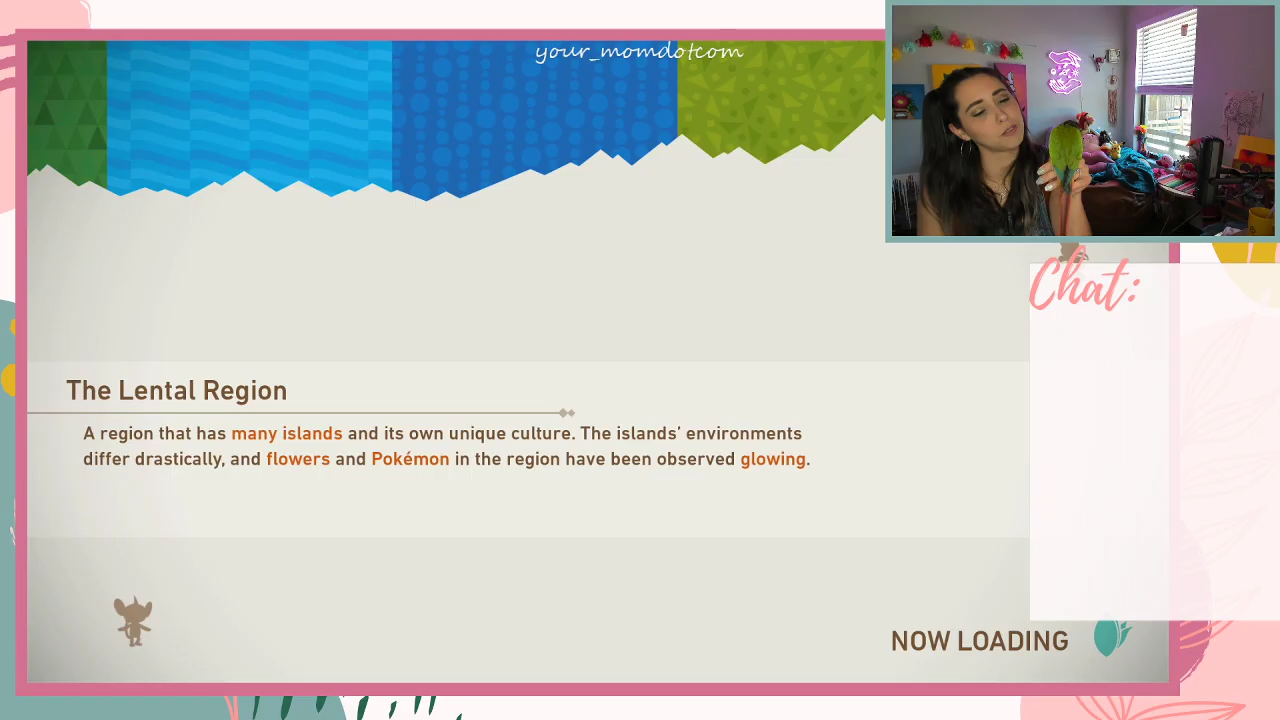 your_momdotcom
Chat:
The Lental Region
A region that has many islands and its own unique culture. The islands' environments
differ drastically, and flowers and Pokémon in the region have been observed glowing.
NOW LOADING